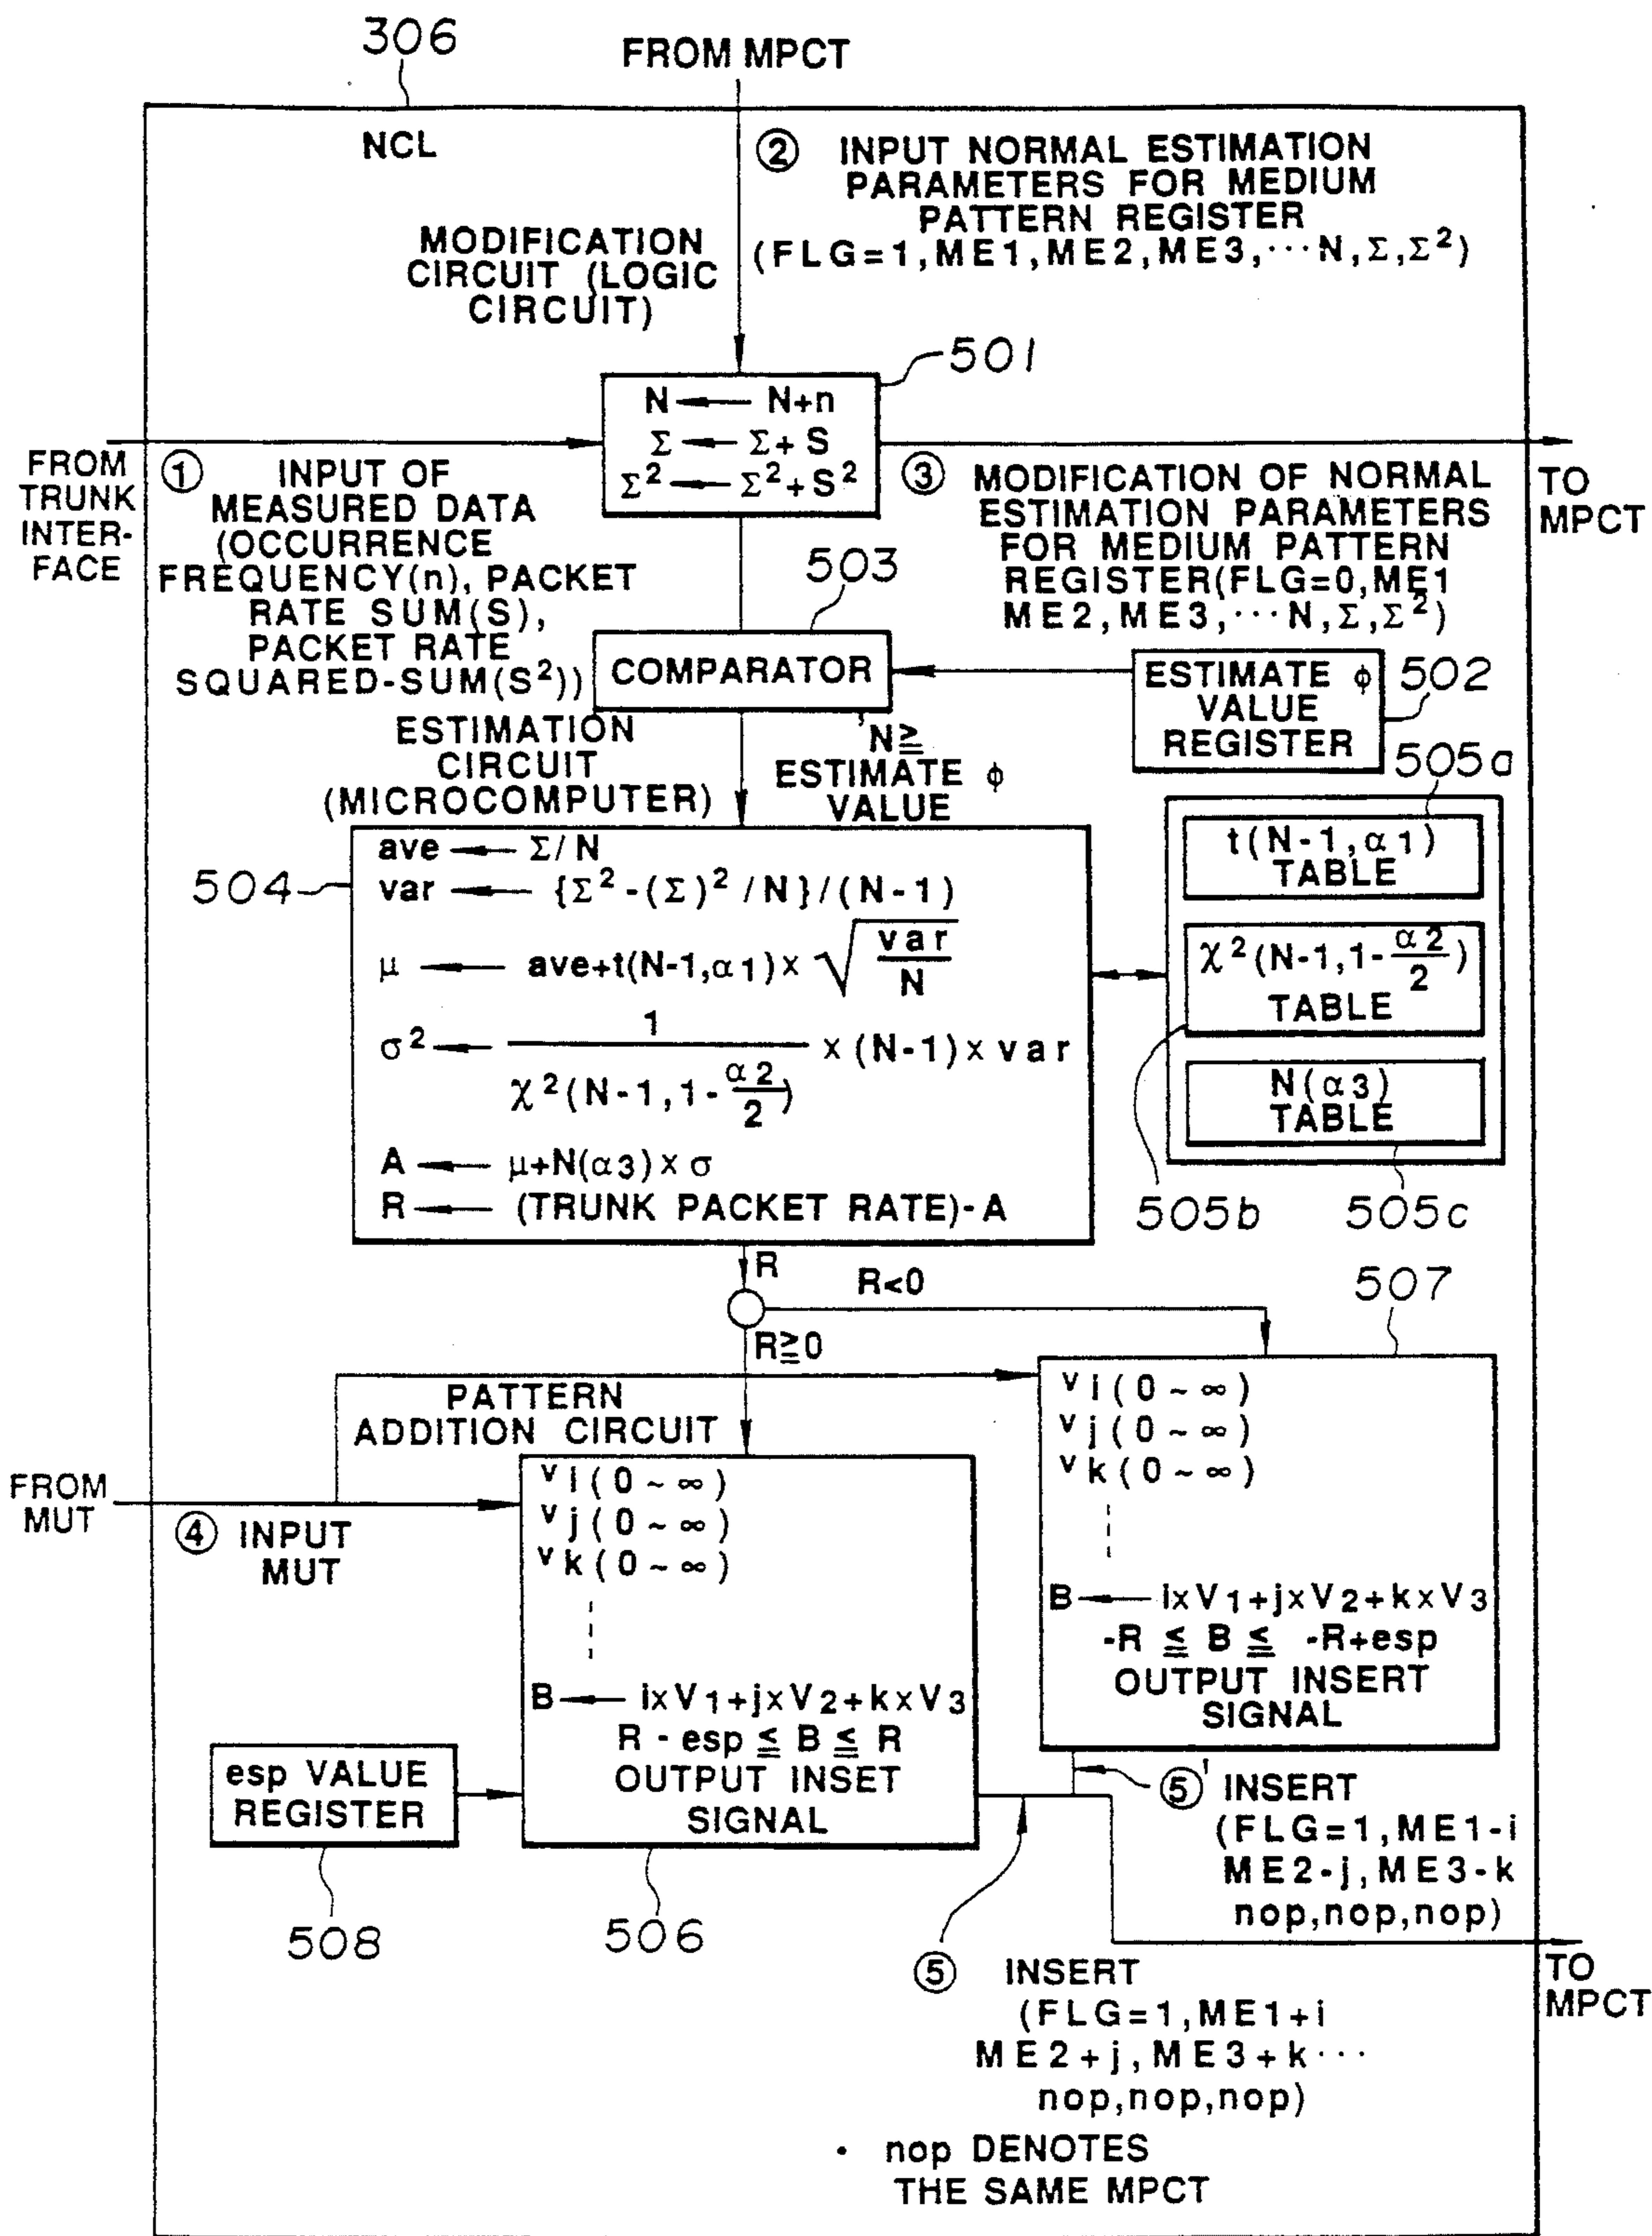 306
FROM MPCT
NCL
② INPUT NORMAL ESTIMATION
PARAMETERS FOR MEDIUM
PATTERN REGISTER
(FLG=1,ME1,ME2,ME3,···N,Σ,Σ²)
MODIFICATION
CIRCUIT (LOGIC
CIRCUIT)
501
N ← N+n
Σ ← Σ+S
Σ² ← Σ²+S²
FROM
TRUNK
INTER-
FACE
① INPUT OF
MEASURED DATA
(OCCURRENCE
FREQUENCY(n), PACKET
RATE SUM(S),
PACKET RATE
SQUARED-SUM(S²))
③ MODIFICATION OF NORMAL
ESTIMATION PARAMETERS
FOR MEDIUM PATTERN
REGISTER(FLG=0,ME1
ME2,ME3,···N,Σ,Σ²)
TO
MPCT
503
COMPARATOR
ESTIMATE φ
VALUE
REGISTER
502
ESTIMATION
CIRCUIT
(MICROCOMPUTER)
N≧
ESTIMATE φ
VALUE
505a
504
ave ← Σ/N
var ← {Σ²-(Σ)²/N}/(N-1)
μ ← ave+t(N-1,α1)×√(var/N)
σ² ← 1/χ²(N-1,1-α2/2) ×(N-1)×var
A ← μ+N(α3)×σ
R ← (TRUNK PACKET RATE)-A
t(N-1,α1)
TABLE
χ²(N-1,1-α2/2)
TABLE
N(α3)
TABLE
505b
505c
R
R<0
R≧0
507
PATTERN
ADDITION CIRCUIT
FROM
MUT
④ INPUT
MUT
∨i(0~∞)
∨j(0~∞)
∨k(0~∞)
B ← i×V1+j×V2+k×V3
R-esp≦B≦R
OUTPUT INSET
SIGNAL
∨i(0~∞)
∨j(0~∞)
∨k(0~∞)
B ← i×V1+j×V2+k×V3
-R≦B≦-R+esp
OUTPUT INSERT
SIGNAL
esp VALUE
REGISTER
508
506
⑤' INSERT
(FLG=1,ME1-i
ME2-j,ME3-k
nop,nop,nop)
⑤ INSERT
(FLG=1,ME1+i
ME2+j,ME3+k···
nop,nop,nop)
TO
MPCT
· nop DENOTES
THE SAME MPCT